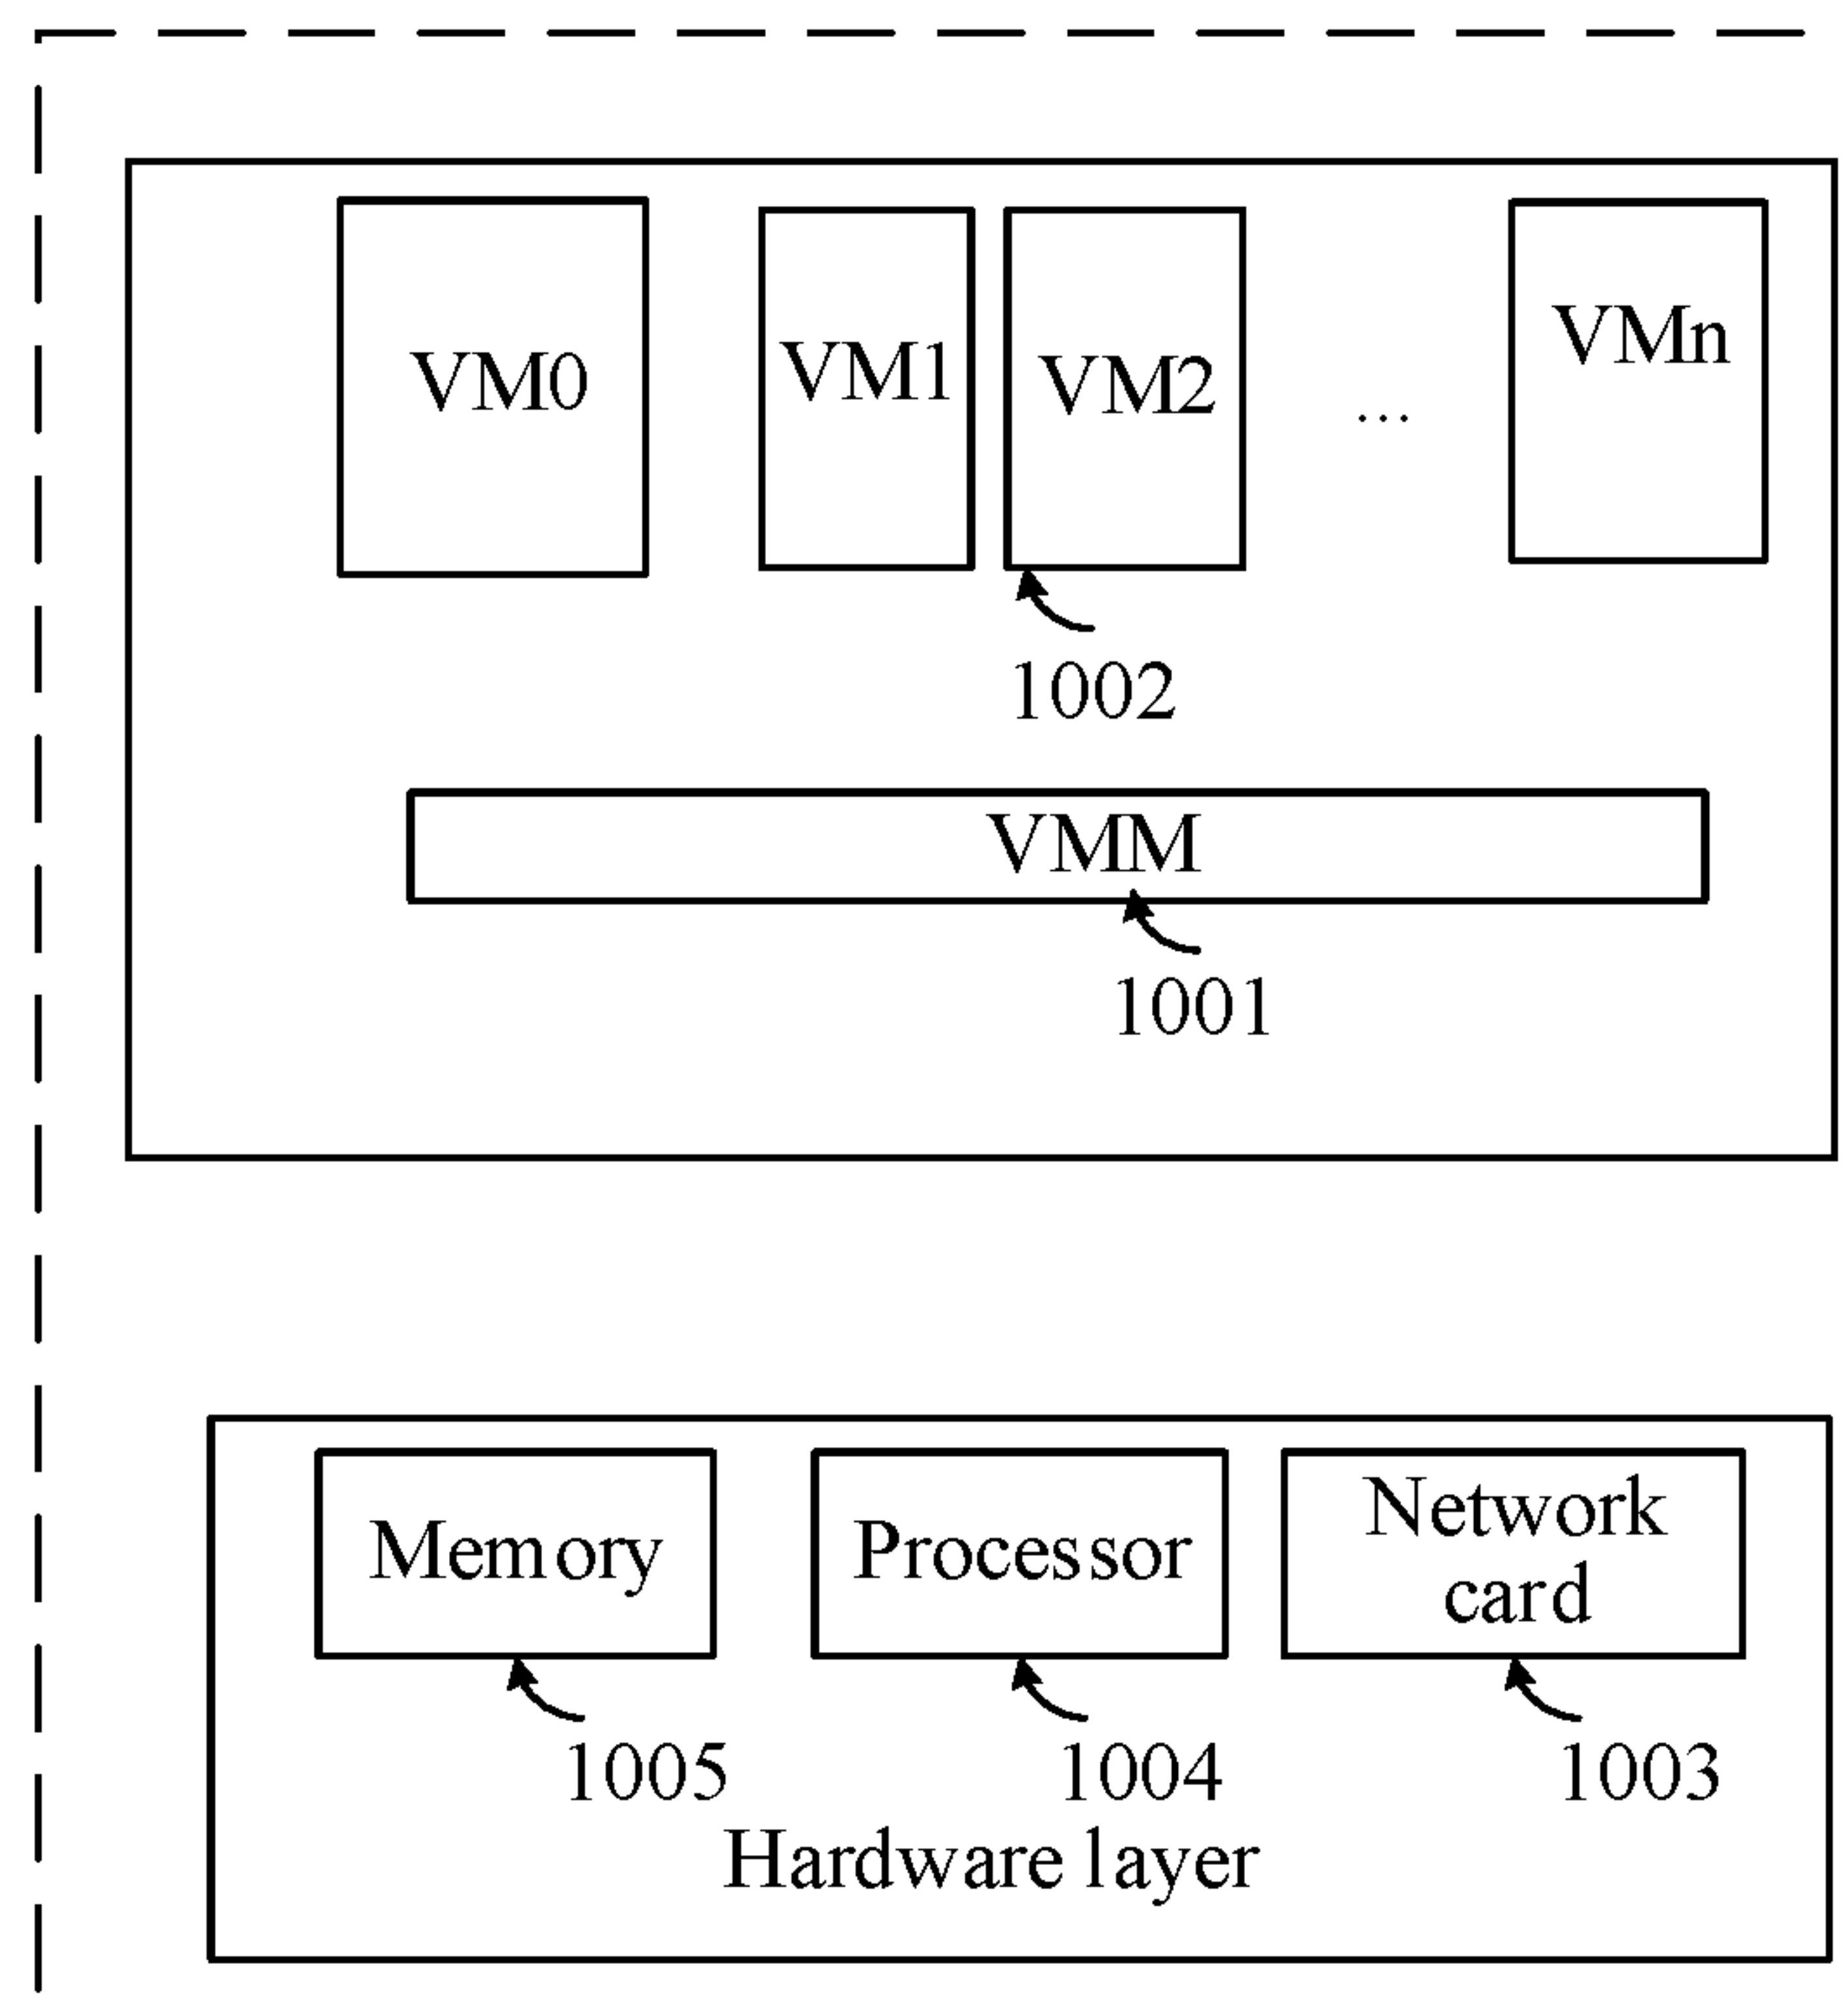 VM0
VM1
VM2
...
VMn
1002
VMM
1001
Memory
Processor
Network
card
1005
1004
1003
Hardware layer